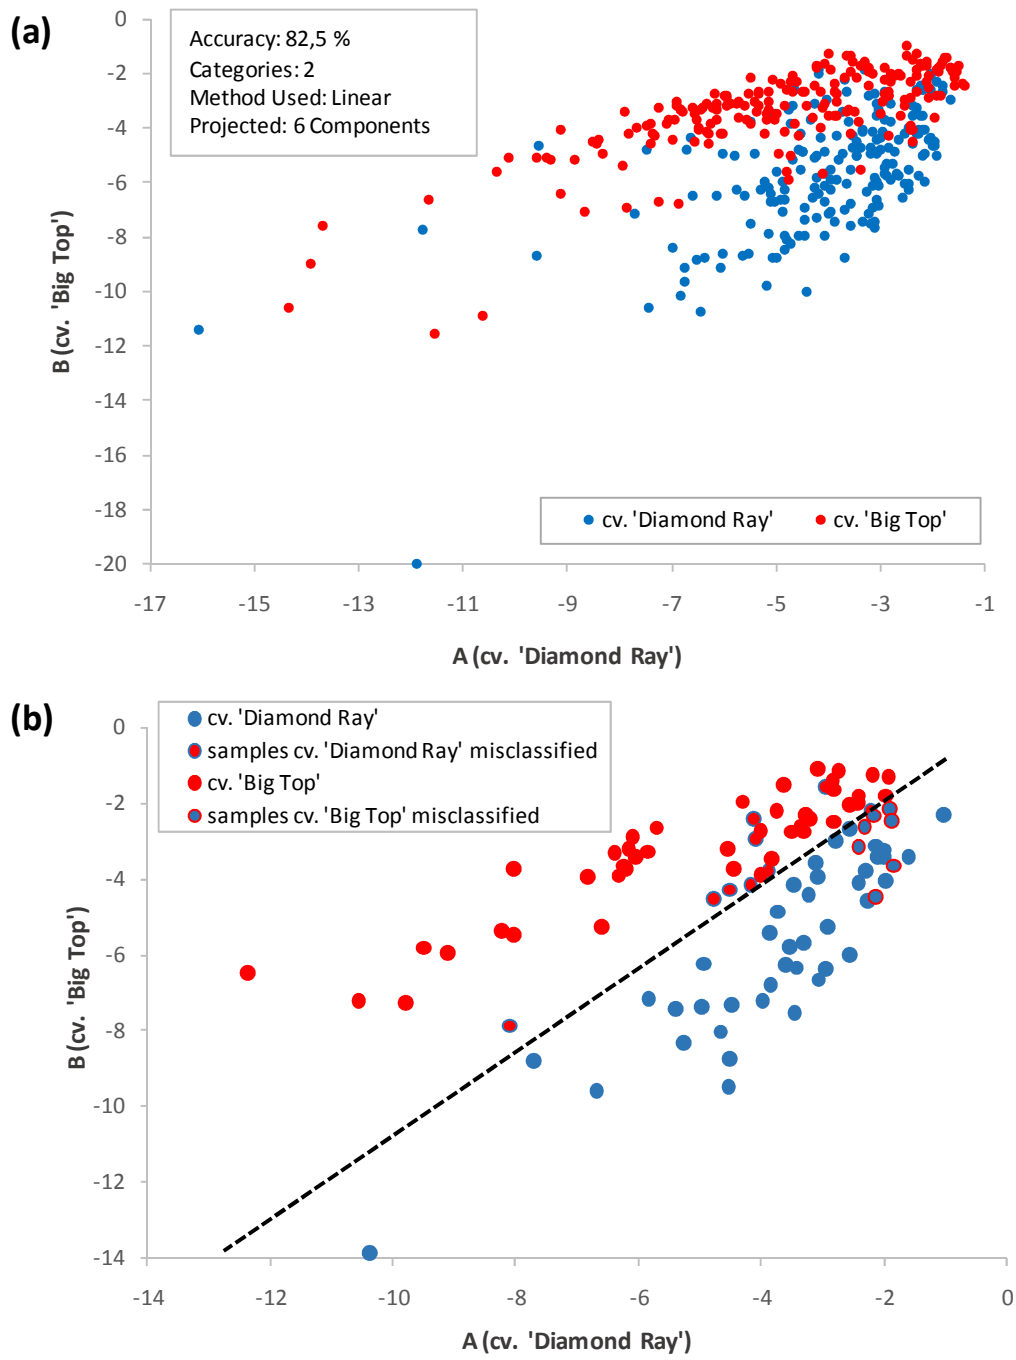 (a)
Accuracy: 82,5 %
Categories: 2
Method Used: Linear
Projected: 6 Components
0
-2
-4
-6
-8
-10
-12
-14
-16
-18
-20
B (cv. 'Big Top')
cv. 'Diamond Ray' cv. 'Big Top'
-17 -15 -13 -11 -9 -7 -5 -3 -1
A (cv. 'Diamond Ray')
(b)
cv. 'Diamond Ray'
samples cv. 'Diamond Ray' misclassified
cv. 'Big Top'
samples cv. 'Big Top' misclassified
0
-2
-4
-6
-8
-10
-12
-14
B (cv. 'Big Top')
-14 -12 -10 -8 -6 -4 -2 0
A (cv. 'Diamond Ray')